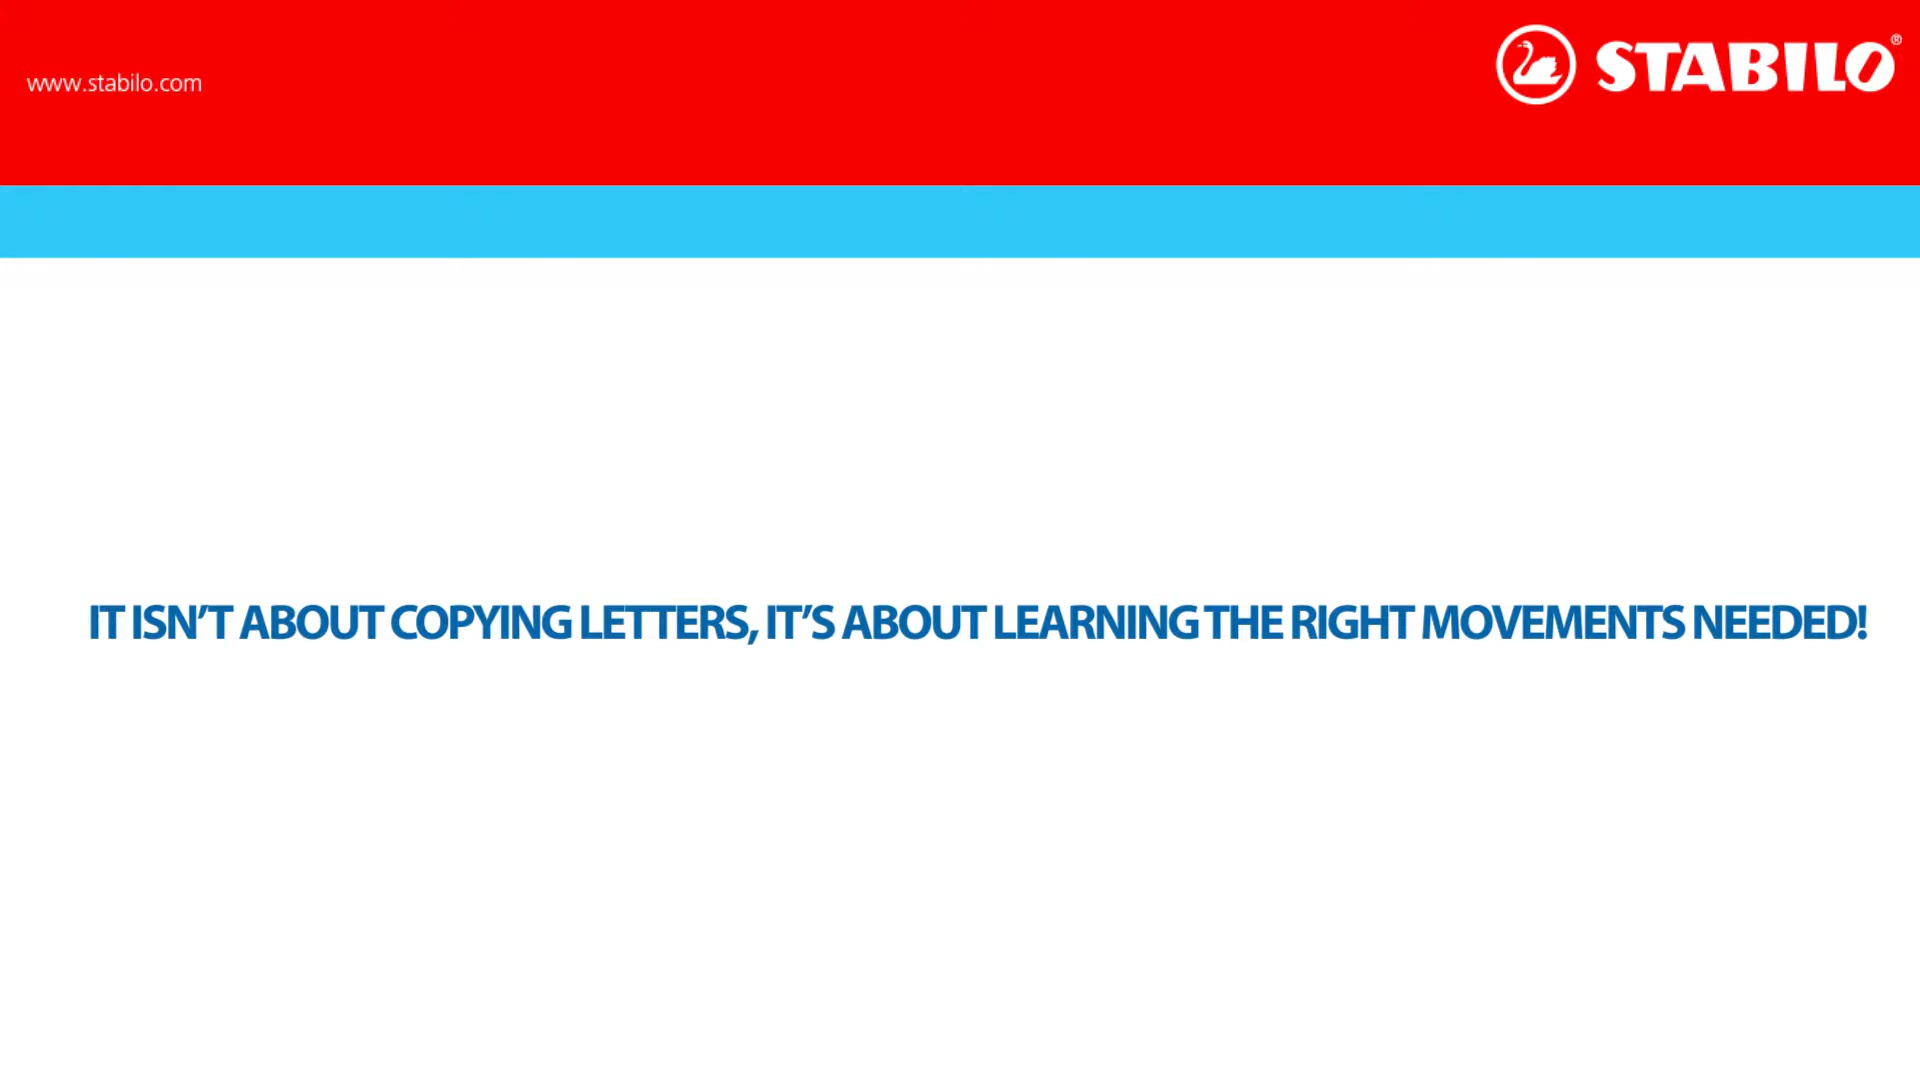 www.stabilo.com
STABILO®
IT ISN’T ABOUT COPYING LETTERS, IT’S ABOUT LEARNING THE RIGHT MOVEMENTS NEEDED!